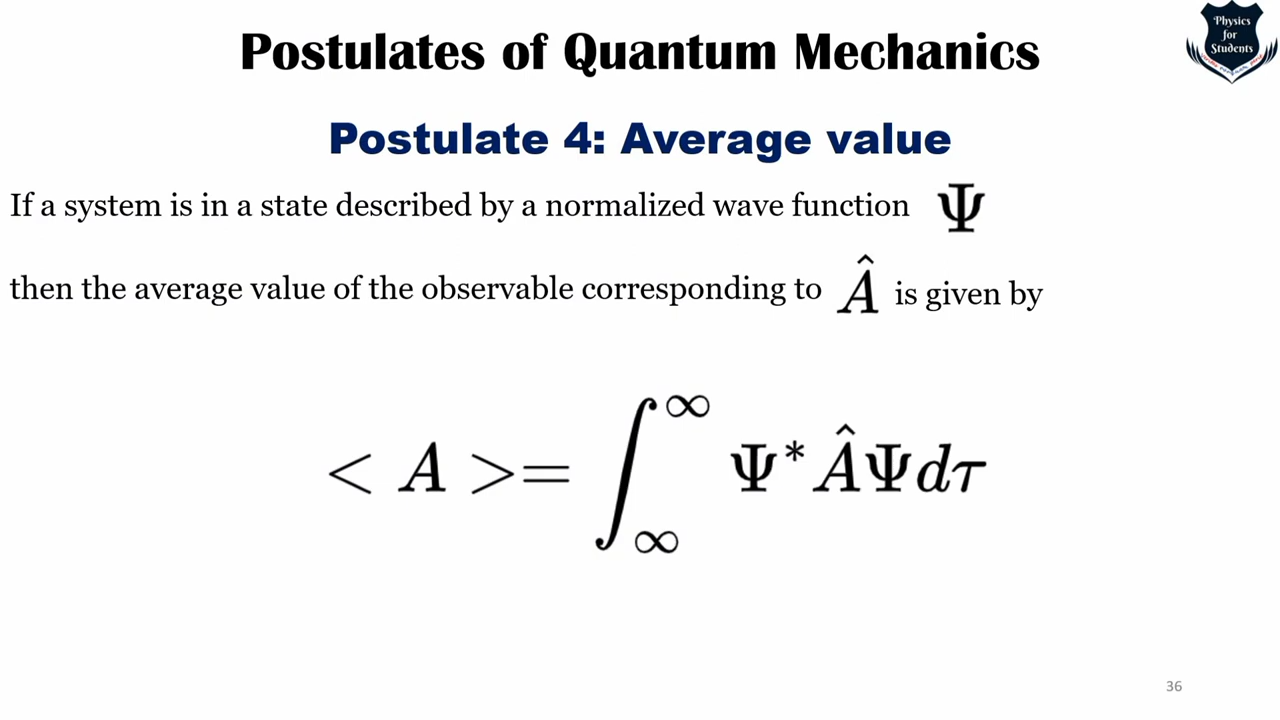 Physics
for
Students
Postulates of Quantum Mechanics
Postulate 4: Average value
If a system is in a state described by a normalized wave function Ψ
then the average value of the observable corresponding to Â is given by
< A >= ∫_∞^∞ Ψ* Â Ψ dτ
36